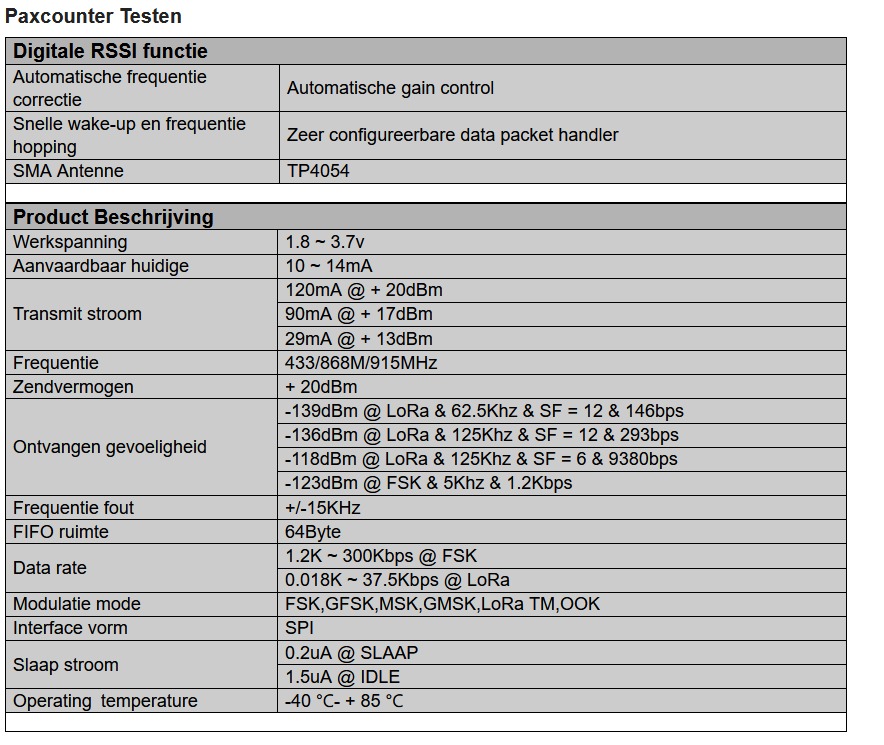 Paxcounter Testen
Digitale RSSI functie
Automatische frequentie
correctie
Automatische gain control
Snelle wake-up en frequentie
hopping
Zeer configureerbare data packet handler
SMA Antenne TP4054
Product Beschrijving
Werkspanning 1.8 ~ 3.7v
Aanvaardbaar huidige 10 ~ 14mA
Transmit stroom
120mA @ + 20dBm
90mA @ + 17dBm
29mA @ + 13dBm
Frequentie 433/868M/915MHz
Zendvermogen + 20dBm
Ontvangen gevoeligheid
-139dBm @ LoRa & 62.5Khz & SF = 12 & 146bps
-136dBm @ LoRa & 125Khz & SF = 12 & 293bps
-118dBm @ LoRa & 125Khz & SF = 6 & 9380bps
-123dBm @ FSK & 5Khz & 1.2Kbps
Frequentie fout +/-15KHz
FIFO ruimte 64Byte
Data rate
1.2K ~ 300Kbps @ FSK
0.018K ~ 37.5Kbps @ LoRa
Modulatie mode FSK,GFSK,MSK,GMSK,LoRa TM,OOK
Interface vorm SPI
Slaap stroom
0.2uA @ SLAAP
1.5uA @ IDLE
Operating temperature -40 ℃- + 85 ℃